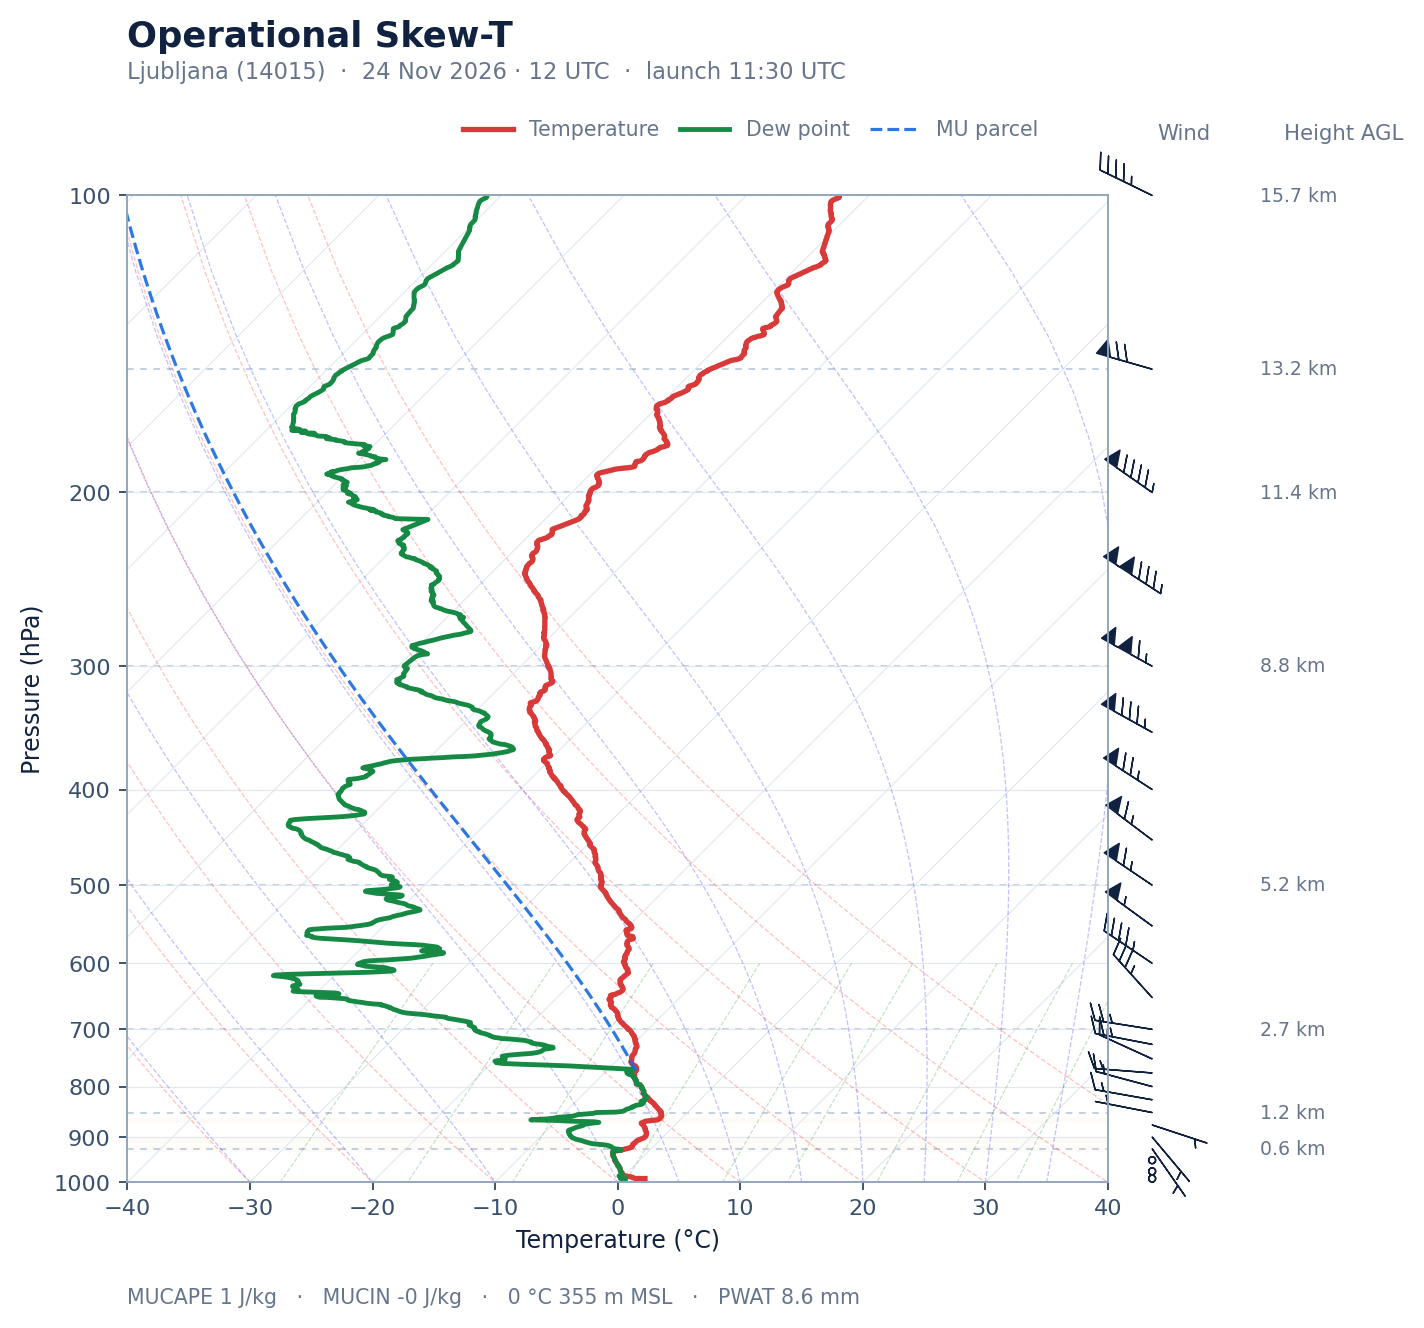 Operational Skew-T
Ljubljana (14015)  ·  24 Nov 2026 · 12 UTC  ·  launch 11:30 UTC
Temperature  Dew point  MU parcel  Wind  Height AGL
100  15.7 km
13.2 km
200  11.4 km
300  8.8 km
400
500  5.2 km
600
700  2.7 km
800
1.2 km
900  0.6 km
1000
Pressure (hPa)
−40  −30  −20  −10  0  10  20  30  40
Temperature (°C)
MUCAPE 1 J/kg  ·  MUCIN -0 J/kg  ·  0 °C 355 m MSL  ·  PWAT 8.6 mm